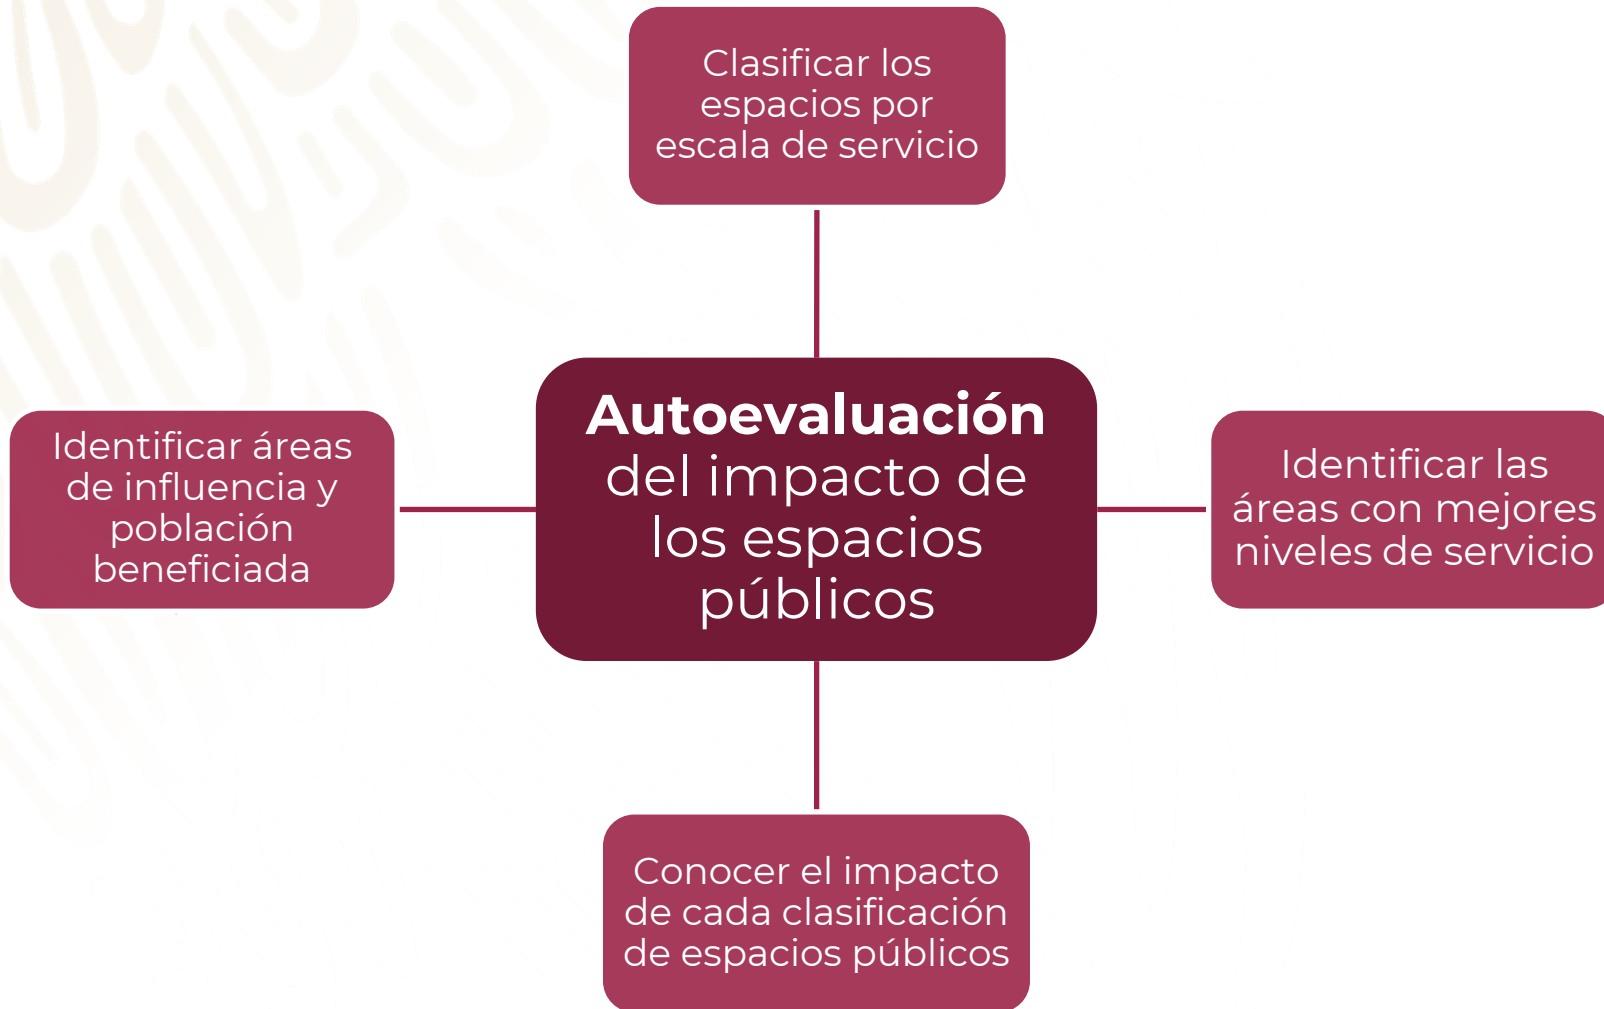 Clasificar los
espacios por
escala de servicio
Identificar áreas
de influencia y
población
beneficiada
Autoevaluación
del impacto de
los espacios
públicos
Identificar las
áreas con mejores
niveles de servicio
Conocer el impacto
de cada clasificación
de espacios públicos